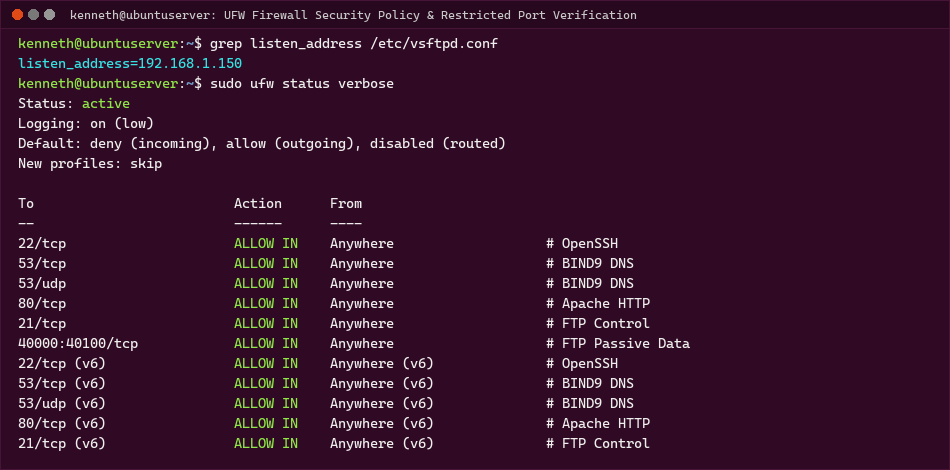 kenneth@ubuntuserver: UFW Firewall Security Policy & Restricted Port Verification
kenneth@ubuntuserver:~$ grep listen_address /etc/vsftpd.conf
listen_address=192.168.1.150
kenneth@ubuntuserver:~$ sudo ufw status verbose
Status: active
Logging: on (low)
Default: deny (incoming), allow (outgoing), disabled (routed)
New profiles: skip
To Action From
-- ------ ----
22/tcp ALLOW IN Anywhere # OpenSSH
53/tcp ALLOW IN Anywhere # BIND9 DNS
53/udp ALLOW IN Anywhere # BIND9 DNS
80/tcp ALLOW IN Anywhere # Apache HTTP
21/tcp ALLOW IN Anywhere # FTP Control
40000:40100/tcp ALLOW IN Anywhere # FTP Passive Data
22/tcp (v6) ALLOW IN Anywhere (v6) # OpenSSH
53/tcp (v6) ALLOW IN Anywhere (v6) # BIND9 DNS
53/udp (v6) ALLOW IN Anywhere (v6) # BIND9 DNS
80/tcp (v6) ALLOW IN Anywhere (v6) # Apache HTTP
21/tcp (v6) ALLOW IN Anywhere (v6) # FTP Control